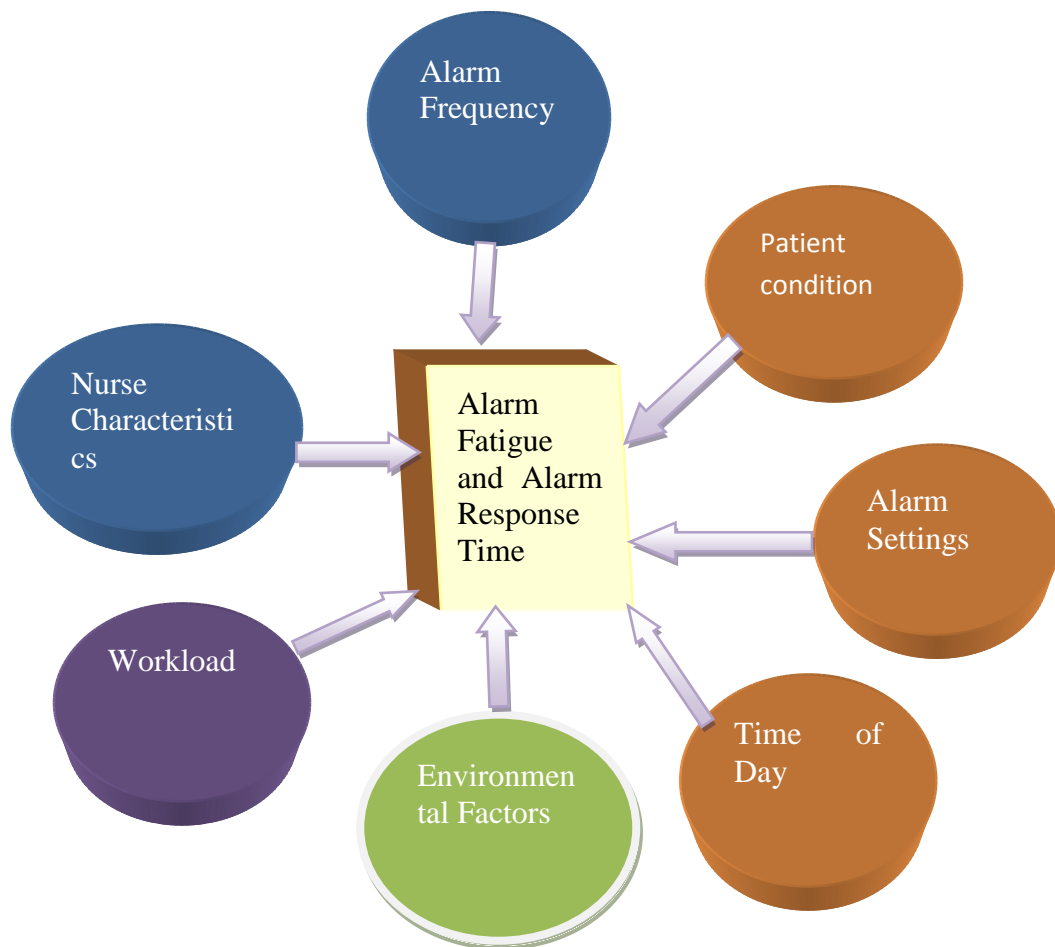 Alarm
Frequency
Patient
condition
Nurse
Characteristi
cs
Alarm
Fatigue
and Alarm
Response
Time
Alarm
Settings
Workload
Time of
Day
Environmen
tal Factors